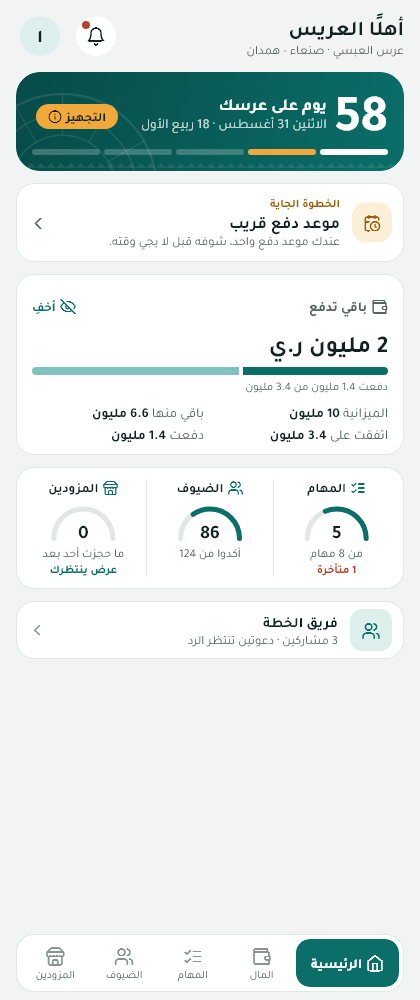 أهلًا العريس
عرس العبسي · صنعاء - همدان
ا
58
يوم على عرسك
الاثنين 31 أغسطس · 18 ربيع الأول
التجهيز
الخطوة الجاية
موعد دفع قريب
عندك موعد دفع واحد، شوفه قبل لا يجي وقته.
باقي تدفع
أخفِ
2 مليون ر.ي
دفعت 1.4 مليون من 3.4 مليون
الميزانية 10 مليون
باقي منها 6.6 مليون
اتفقت على 3.4 مليون
دفعت 1.4 مليون
المهام
5
من 8 مهام
1 متأخرة
الضيوف
86
أكدوا من 124
المزودين
0
ما حجزت أحد بعد
عرض ينتظرك
فريق الخطة
3 مشاركين · دعوتين تنتظر الرد
الرئيسية
المال
المهام
الضيوف
المزودين